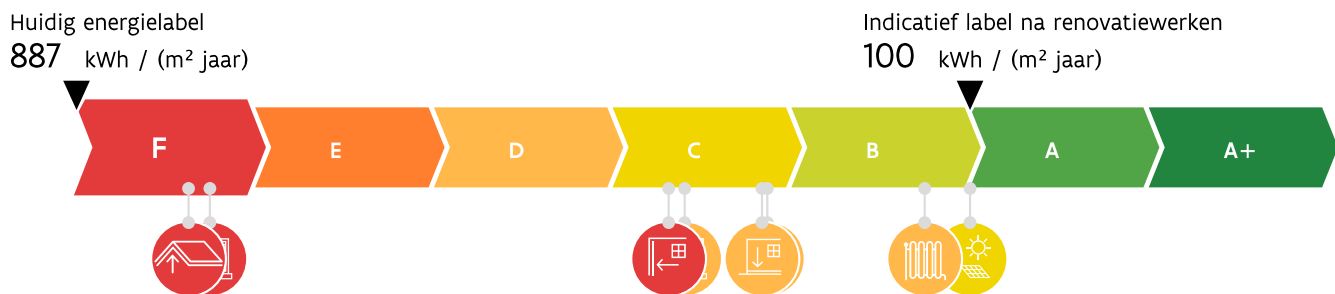 Huidig energielabel
887 kWh / (m² jaar)
Indicatief label na renovatiewerken
100 kWh / (m² jaar)
F E D C B A A+